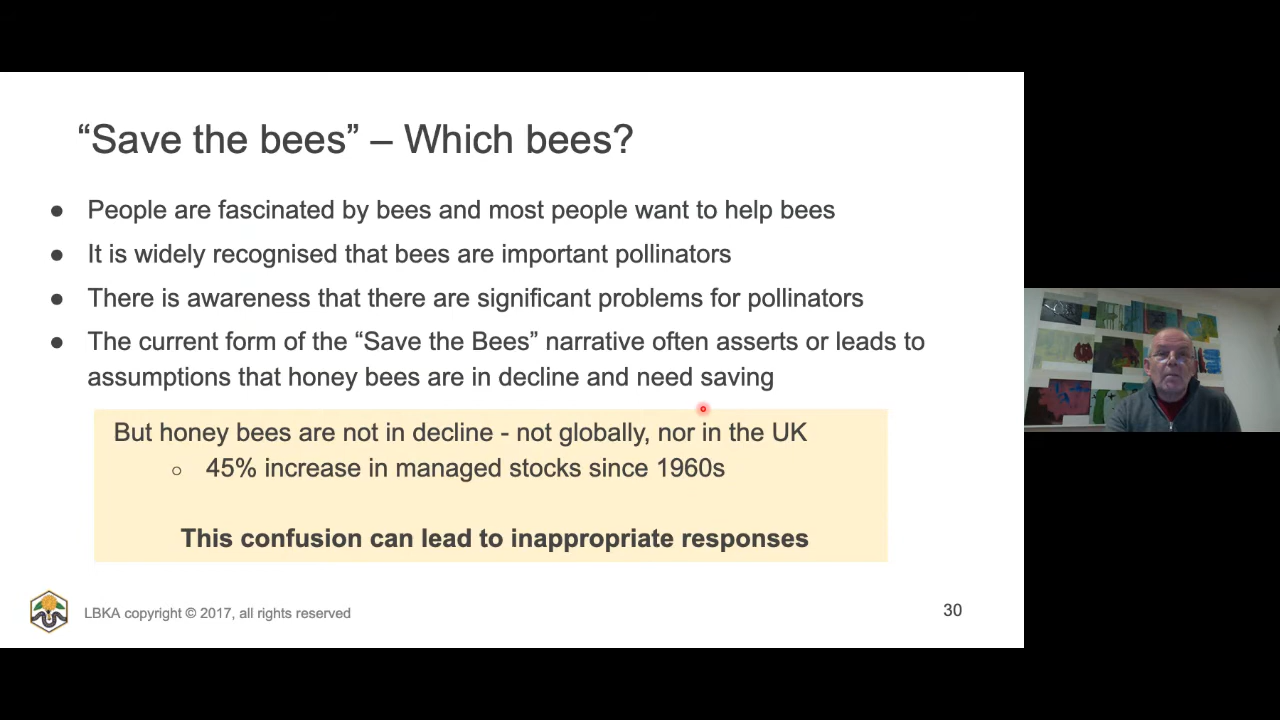 “Save the bees” – Which bees?
● People are fascinated by bees and most people want to help bees
● It is widely recognised that bees are important pollinators
● There is awareness that there are significant problems for pollinators
● The current form of the “Save the Bees” narrative often asserts or leads to
assumptions that honey bees are in decline and need saving
But honey bees are not in decline - not globally, nor in the UK
○ 45% increase in managed stocks since 1960s
This confusion can lead to inappropriate responses
LBKA copyright © 2017, all rights reserved
30